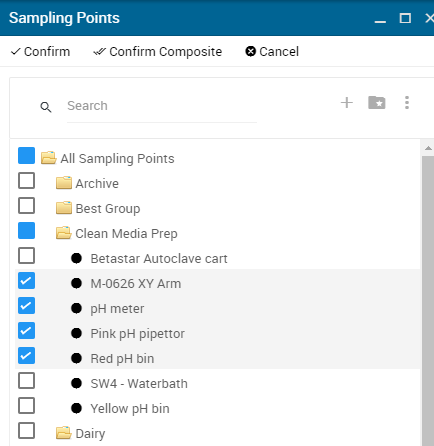 Sampling Points
Confirm Confirm Composite Cancel
Search
All Sampling Points
Archive
Best Group
Clean Media Prep
Betastar Autoclave cart
M-0626 XY Arm
pH meter
Pink pH pipettor
Red pH bin
SW4 - Waterbath
Yellow pH bin
Dairy